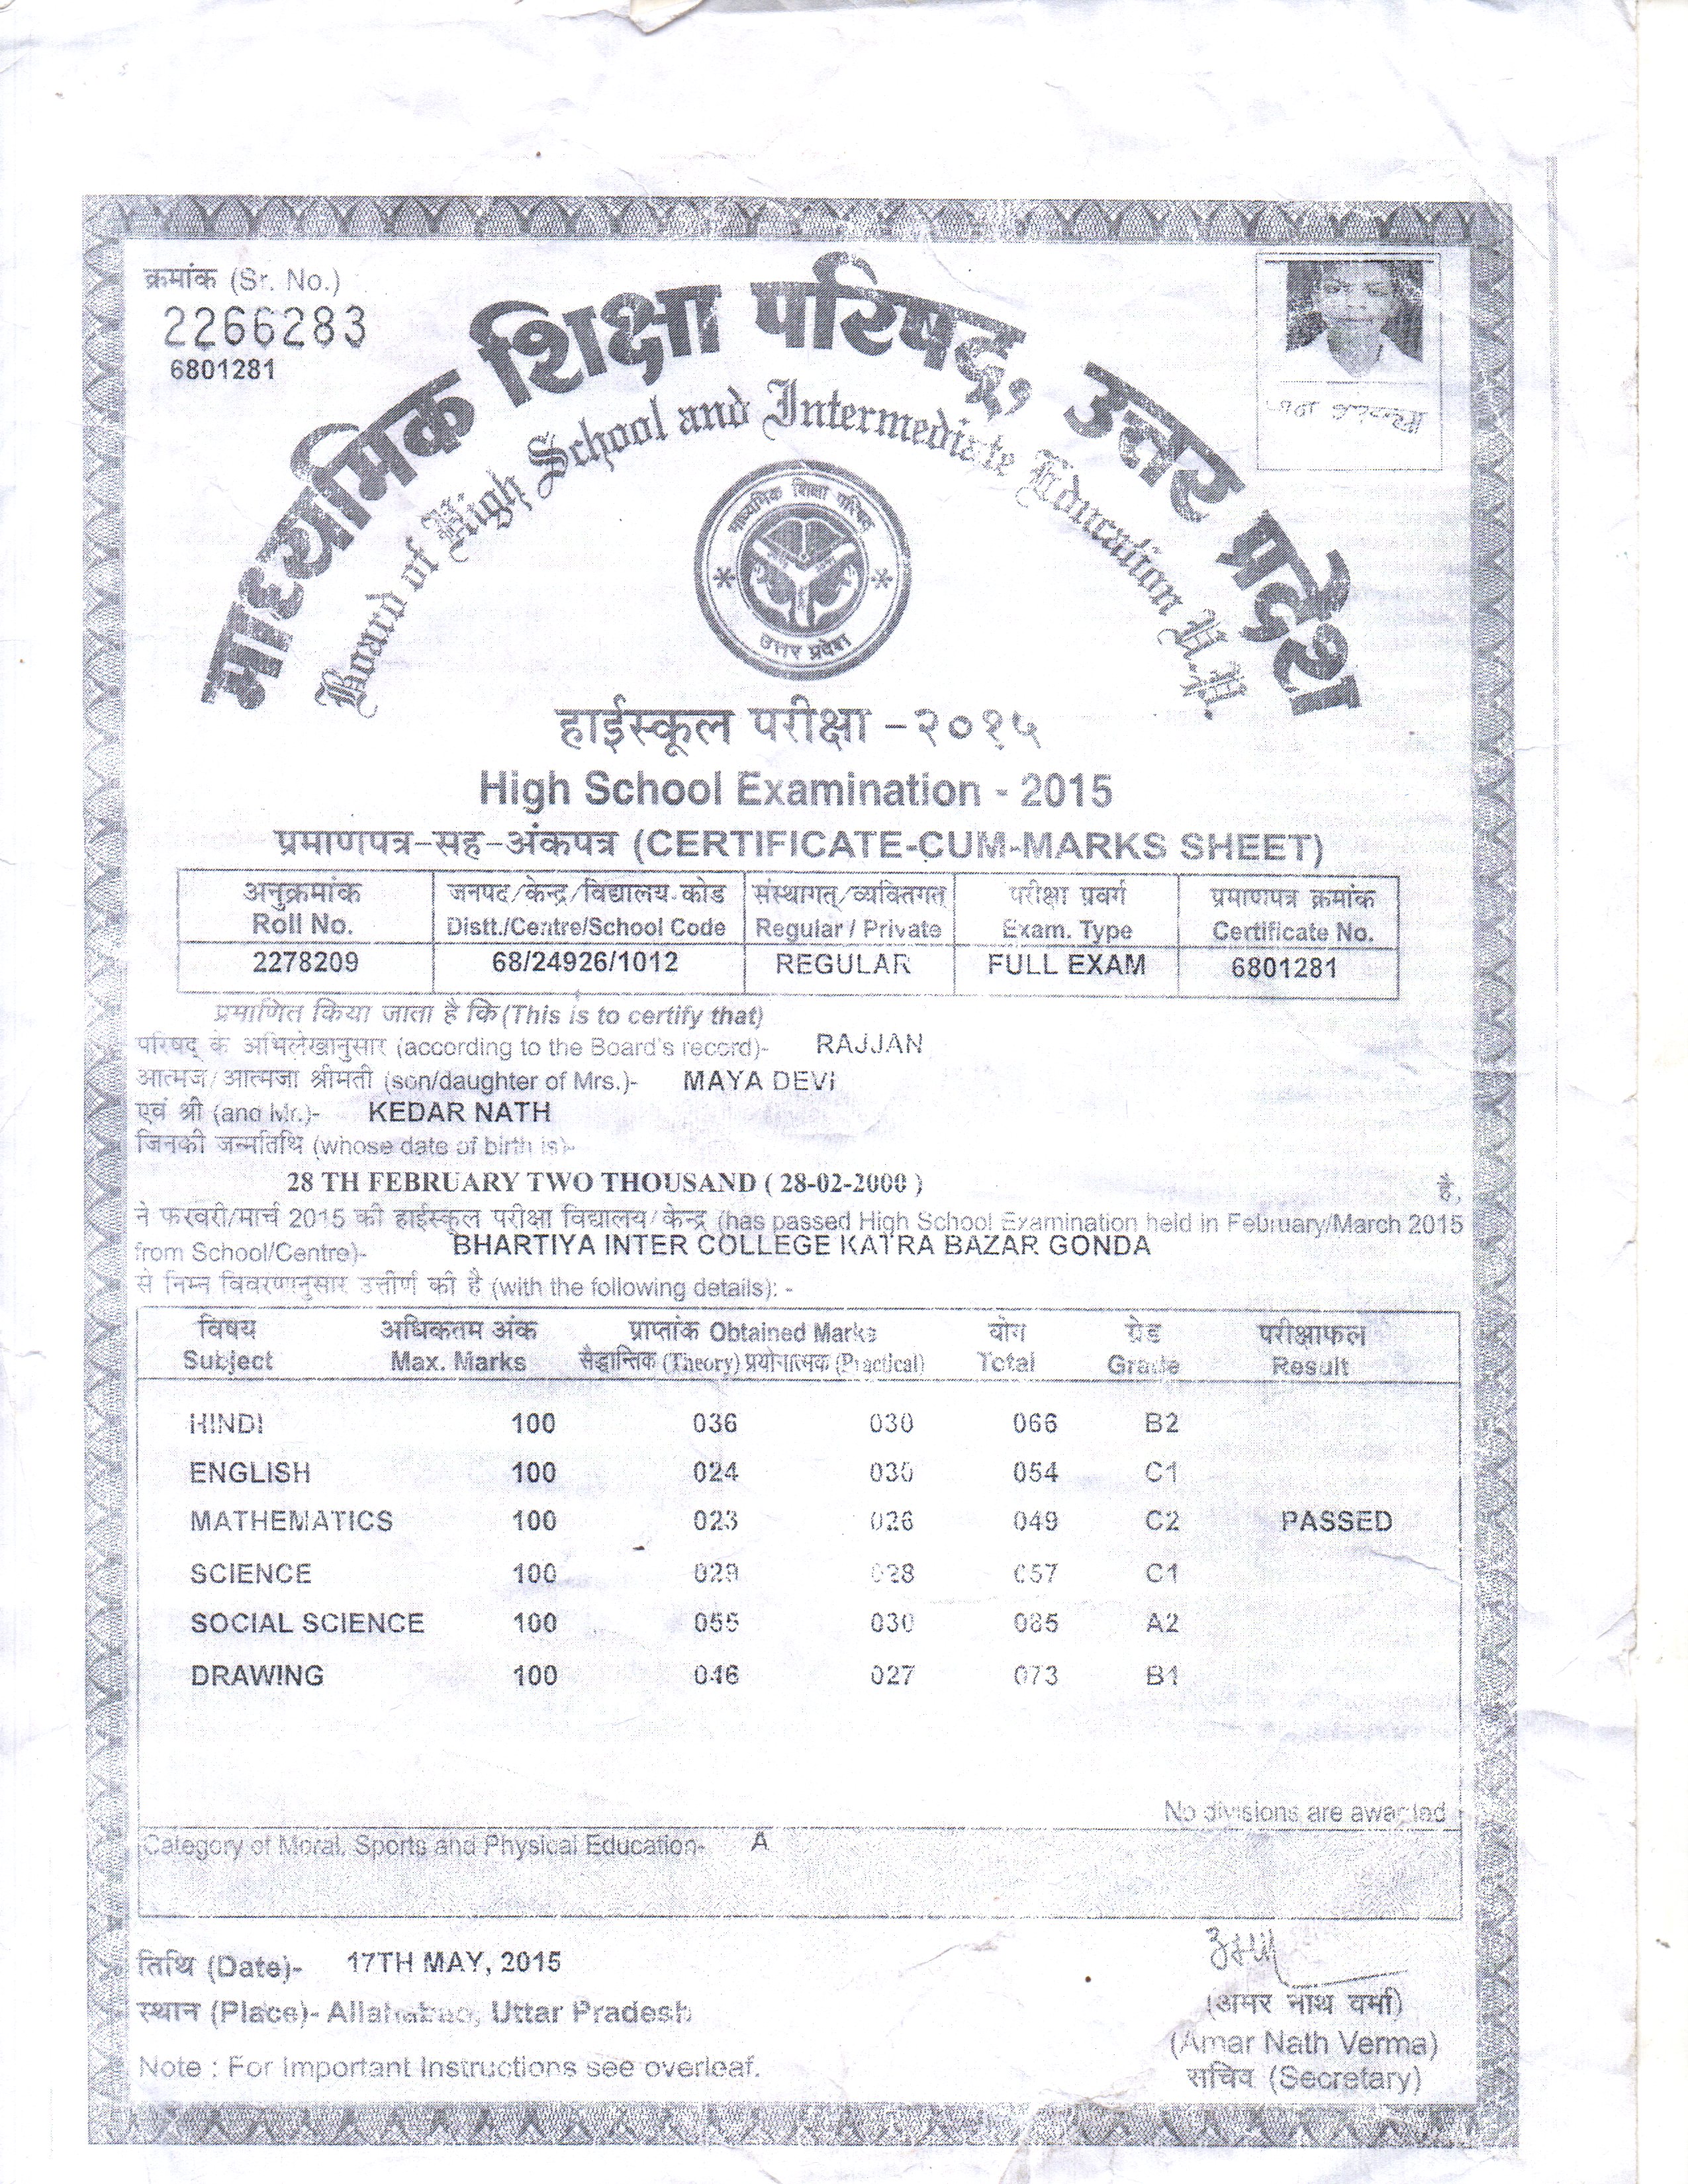 क्रमांक (Sr. No.)
2266283
6801281
माध्यमिक शिक्षा परिषद्, उत्तर प्रदेश
Board of High School and Intermediate Education U.P.
माध्यमिक शिक्षा परिषद
उत्तर प्रदेश
हाईस्कूल परीक्षा –२०१५
High School Examination - 2015
प्रमाणपत्र–सह–अंकपत्र (CERTIFICATE-CUM-MARKS SHEET)
अनुक्रमांक जनपद/केन्द्र/विद्यालय कोड संस्थागत्/व्यक्तिगत् परीक्षा प्रवर्ग प्रमाणपत्र क्रमांक
Roll No. Distt./Centre/School Code Regular / Private Exam. Type Certificate No.
2278209 68/24926/1012 REGULAR FULL EXAM 6801281
प्रमाणित किया जाता है कि (This is to certify that)
परिषद् के अभिलेखानुसार (according to the Board's record)- RAJJAN
आत्मज/आत्मजा श्रीमती (son/daughter of Mrs.)- MAYA DEVI
एवं श्री (and Mr.)- KEDAR NATH
जिनकी जन्मतिथि (whose date of birth is)-
28 TH FEBRUARY TWO THOUSAND ( 28-02-2000 ) है,
ने फरवरी/मार्च 2015 की हाईस्कूल परीक्षा विद्यालय/केन्द्र (has passed High School Examination held in February/March 2015
from School/Centre)- BHARTIYA INTER COLLEGE KATRA BAZAR GONDA
से निम्न विवरणानुसार उत्तीर्ण की है (with the following details): -
विषय अधिकतम अंक प्राप्तांक Obtained Marks योग ग्रेड परीक्षाफल
Subject Max. Marks सैद्धान्तिक (Theory) प्रयोगात्मक (Practical) Total Grade Result
HINDI 100 036 030 066 B2
ENGLISH 100 024 030 054 C1
MATHEMATICS 100 023 026 049 C2 PASSED
SCIENCE 100 029 028 057 C1
SOCIAL SCIENCE 100 055 030 085 A2
DRAWING 100 046 027 073 B1
No divisions are awarded
Category of Moral, Sports and Physical Education- A
तिथि (Date)- 17TH MAY, 2015
स्थान (Place)- Allahabad, Uttar Pradesh
(अमर नाथ वर्मा)
(Amar Nath Verma)
Note : For Important Instructions see overleaf.
सचिव (Secretary)